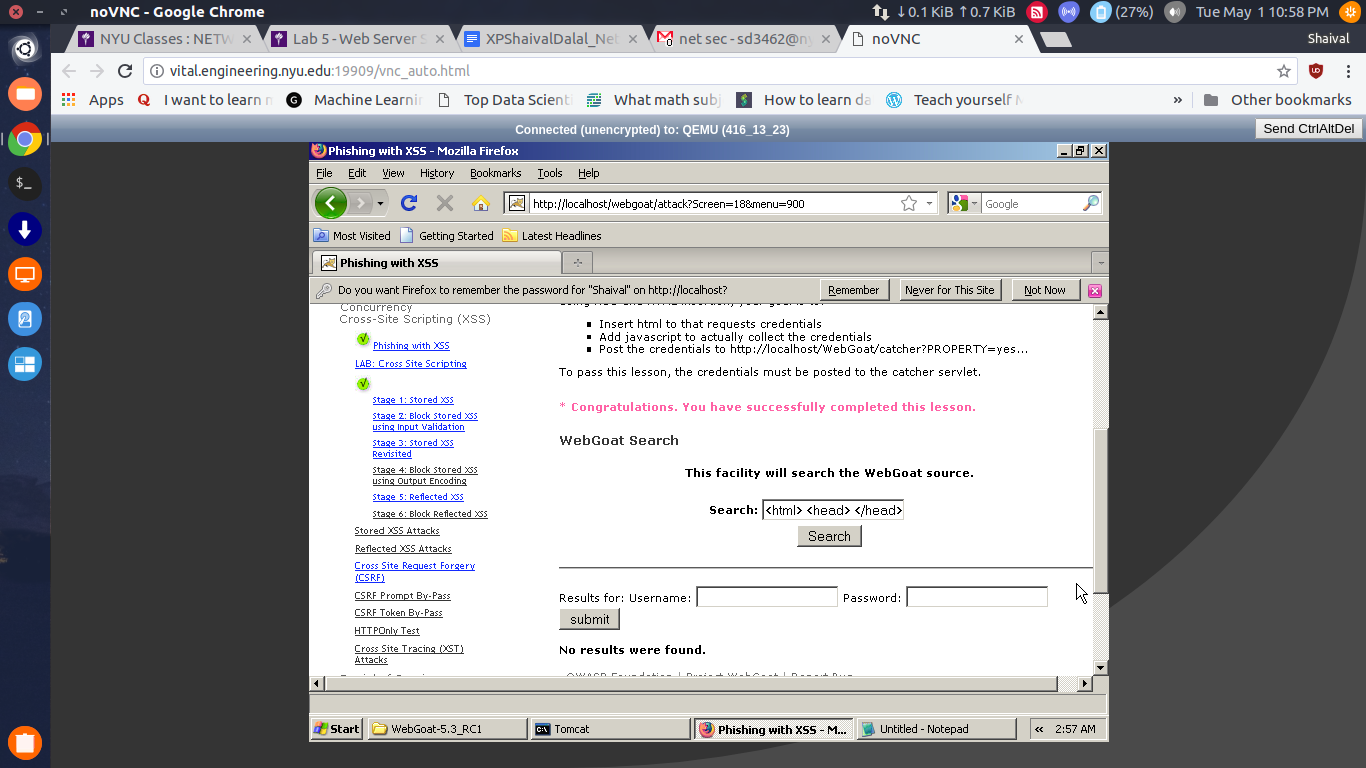 noVNC - Google Chrome
↓0.1 KiB ↑0.7 KiB (27%) Tue May 1 10:58 PM
NYU Classes : NETW Lab 5 - Web Server S XPShaivalDalal_Net net sec - sd3462@ny noVNC Shaival
vital.engineering.nyu.edu:19909/vnc_auto.html
Apps I want to learn Machine Learnin Top Data Scienti What math subj How to learn da Teach yourself » Other bookmarks
Connected (unencrypted) to: QEMU (416_13_23) Send CtrlAltDel
Phishing with XSS - Mozilla Firefox
File Edit View History Bookmarks Tools Help
http://localhost/webgoat/attack?Screen=18&menu=900 Google
Most Visited Getting Started Latest Headlines
Phishing with XSS
Do you want Firefox to remember the password for "Shaival" on http://localhost? Remember Never for This Site Not Now
Concurrency
Cross-Site Scripting (XSS)
Phishing with XSS
LAB: Cross Site Scripting
Stage 1: Stored XSS
Stage 2: Block Stored XSS
using Input Validation
Stage 3: Stored XSS
Revisited
Stage 4: Block Stored XSS
using Output Encoding
Stage 5: Reflected XSS
Stage 6: Block Reflected XSS
Stored XSS Attacks
Reflected XSS Attacks
Cross Site Request Forgery
(CSRF)
CSRF Prompt By-Pass
CSRF Token By-Pass
HTTPOnly Test
Cross Site Tracing (XST)
Attacks
Insert html to that requests credentials
Add javascript to actually collect the credentials
Post the credentials to http://localhost/WebGoat/catcher?PROPERTY=yes...
To pass this lesson, the credentials must be posted to the catcher servlet.
* Congratulations. You have successfully completed this lesson.
WebGoat Search
This facility will search the WebGoat source.
Search: <html> <head> </head>
Search
Results for: Username: Password:
submit
No results were found.
OWASP Foundation | Project WebGoat | Report Bug
Start WebGoat-5.3_RC1 Tomcat Phishing with XSS - M... Untitled - Notepad « 2:57 AM